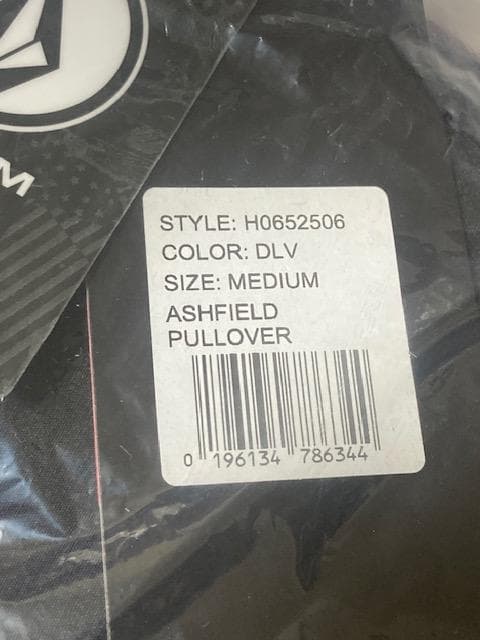 M
STYLE: H0652506
COLOR: DLV
SIZE: MEDIUM
ASHFIELD
PULLOVER
0 196134 786344